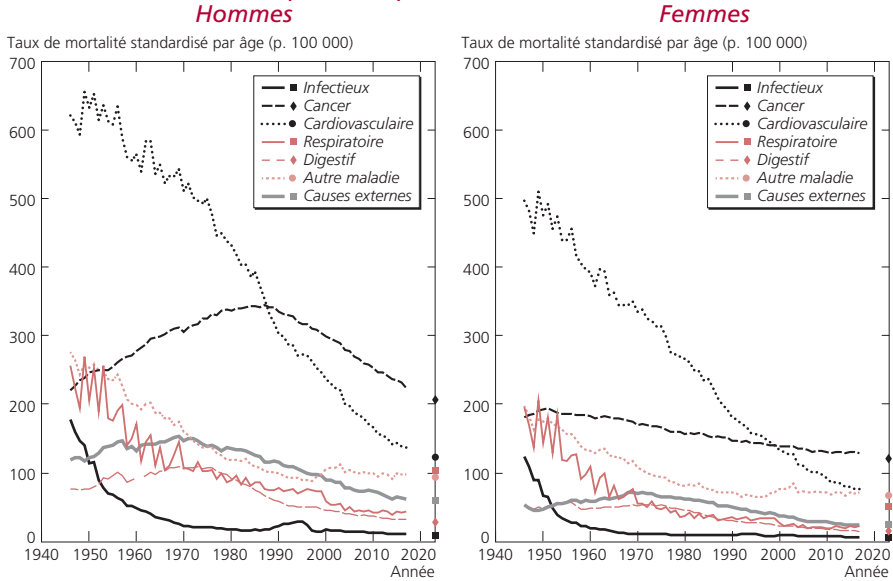 Hommes
Taux de mortalité standardisé par âge (p. 100 000)
700
600
500
400
300
200
100
0
Infectieux
Cancer
Cardiovasculaire
Respiratoire
Digestif
Autre maladie
Causes externes
1940 1950 1960 1970 1980 1990 2000 2010 2020
Année
Femmes
Taux de mortalité standardisé par âge (p. 100 000)
700
600
500
400
300
200
100
0
Infectieux
Cancer
Cardiovasculaire
Respiratoire
Digestif
Autre maladie
Causes externes
1940 1950 1960 1970 1980 1990 2000 2010 2020
Année